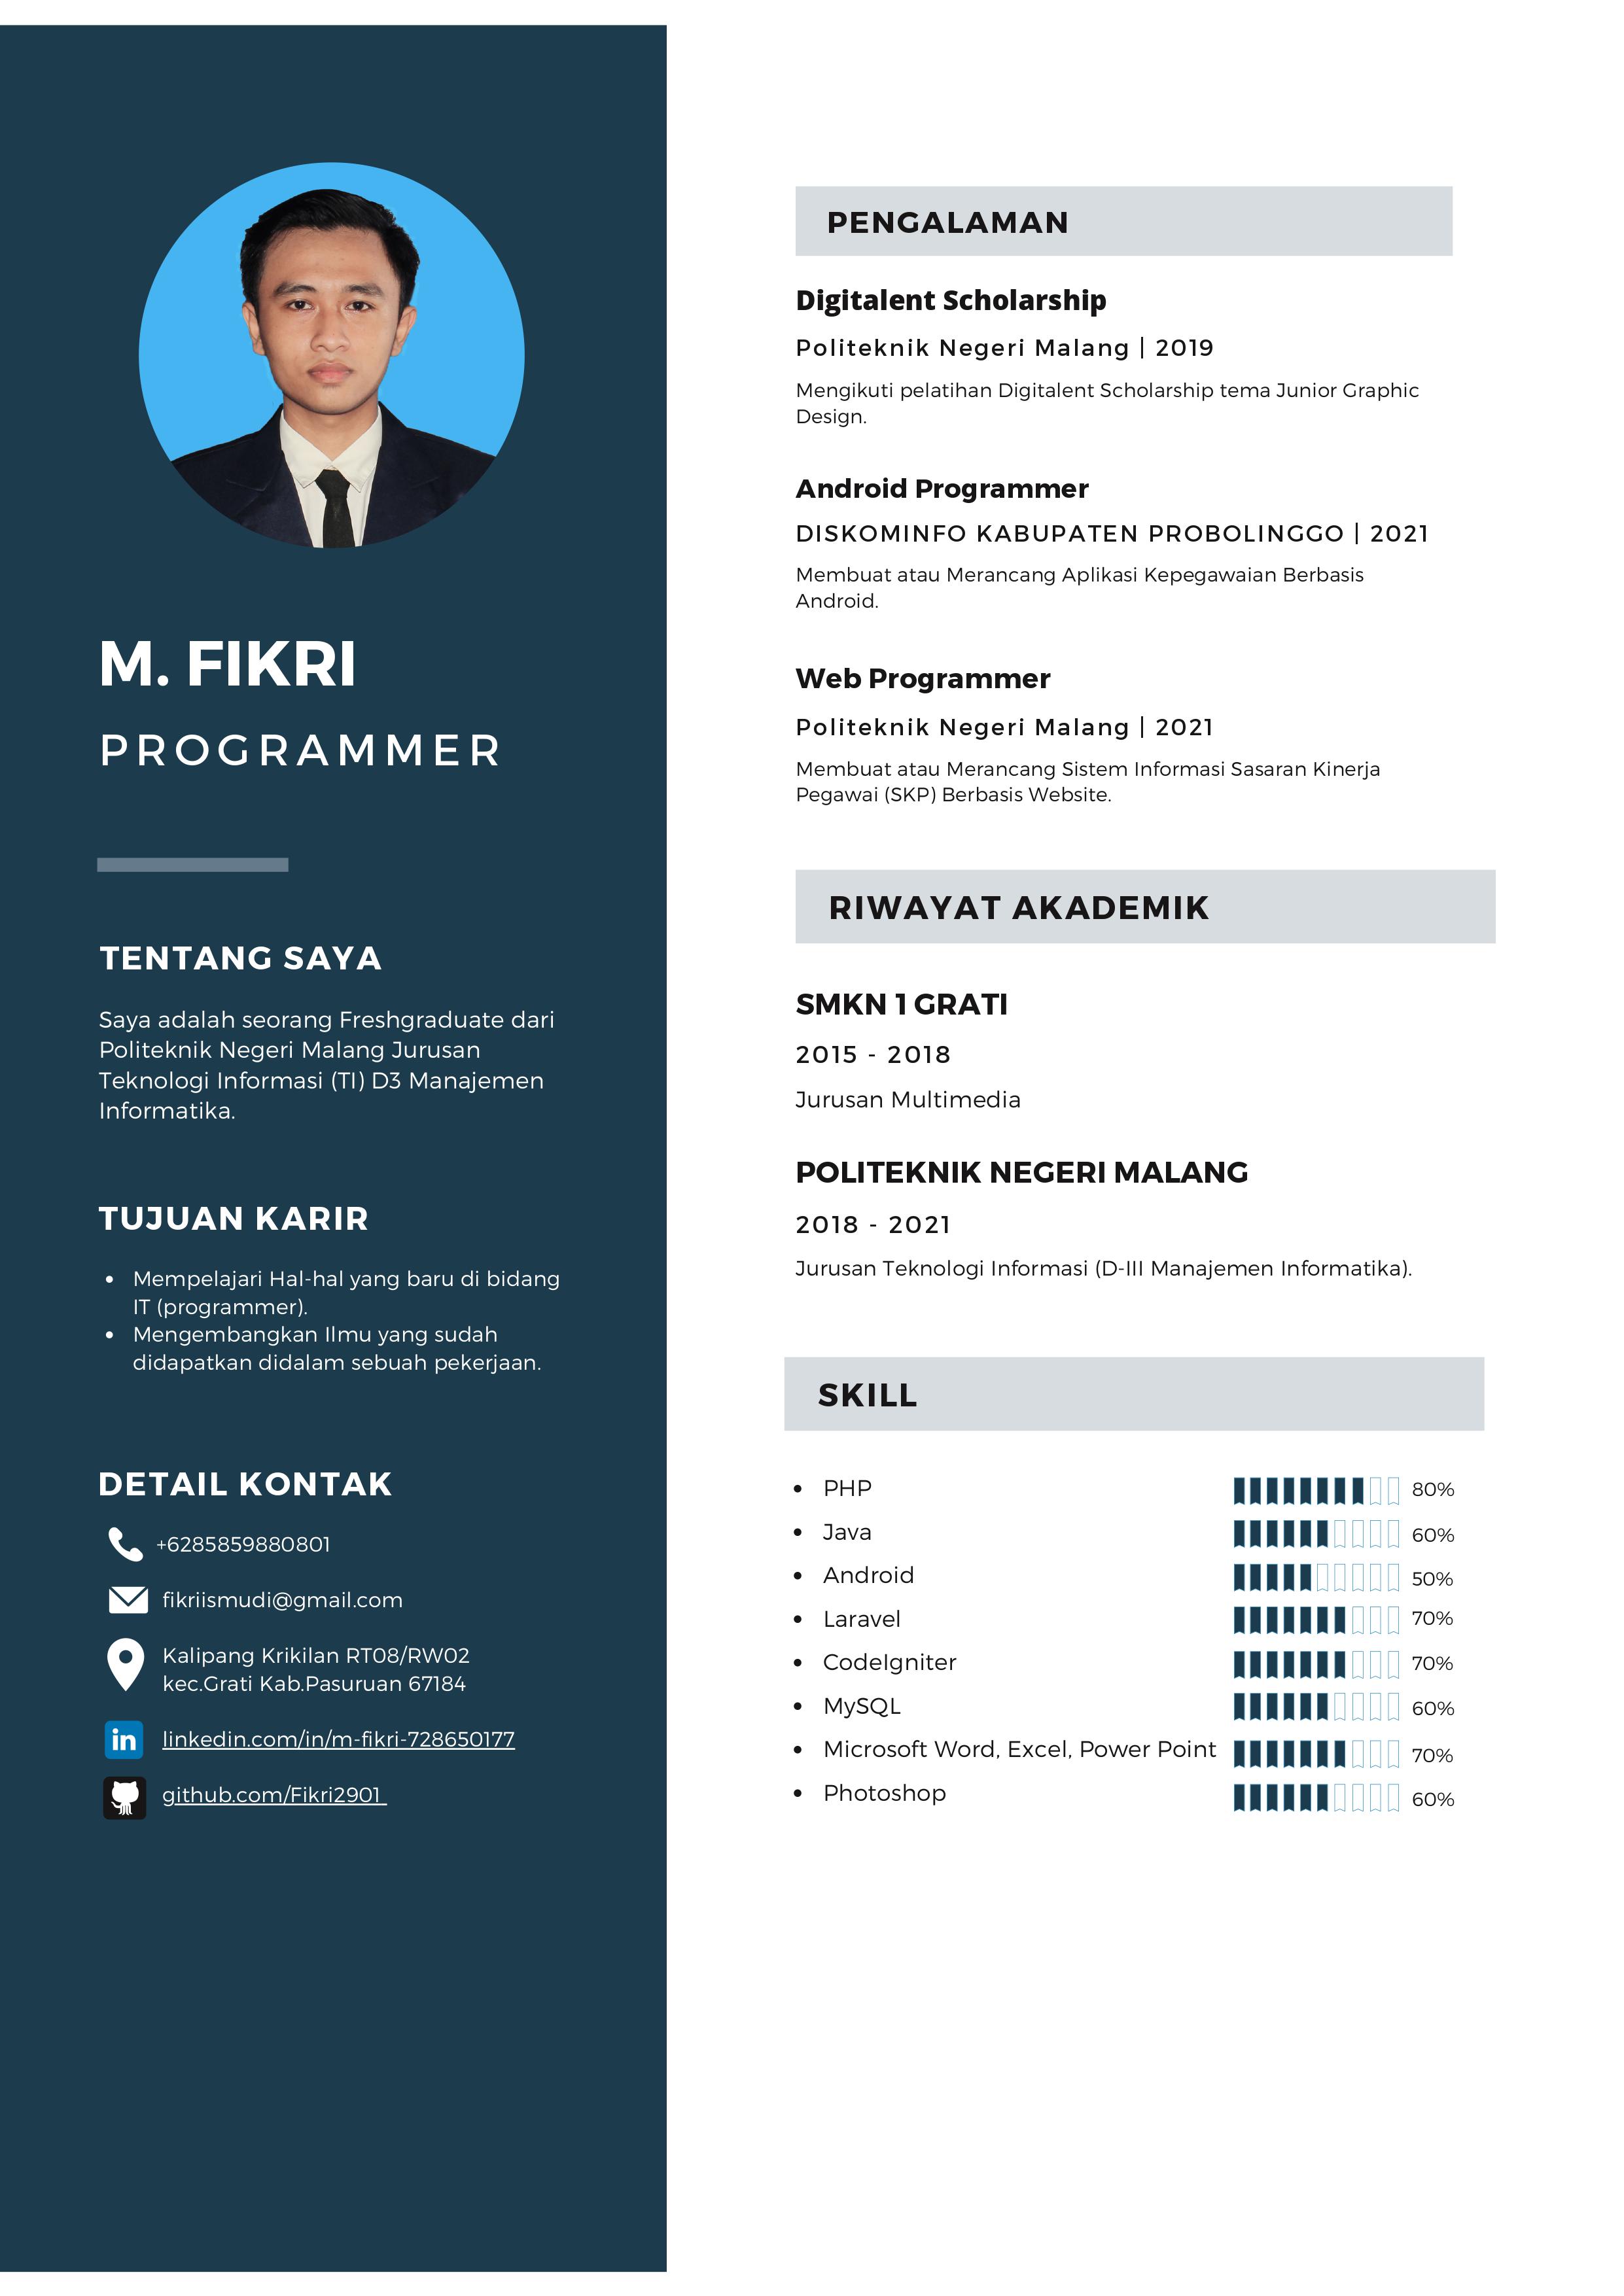 M. FIKRI
PROGRAMMER
TENTANG SAYA
Saya adalah seorang Freshgraduate dari
Politeknik Negeri Malang Jurusan
Teknologi Informasi (TI) D3 Manajemen
Informatika.
TUJUAN KARIR
• Mempelajari Hal-hal yang baru di bidang
IT (programmer).
• Mengembangkan Ilmu yang sudah
didapatkan didalam sebuah pekerjaan.
DETAIL KONTAK
+6285859880801
fikriismudi@gmail.com
Kalipang Krikilan RT08/RW02
kec.Grati Kab.Pasuruan 67184
in linkedin.com/in/m-fikri-728650177
github.com/Fikri2901
PENGALAMAN
Digitalent Scholarship
Politeknik Negeri Malang | 2019
Mengikuti pelatihan Digitalent Scholarship tema Junior Graphic
Design.
Android Programmer
DISKOMINFO KABUPATEN PROBOLINGGO | 2021
Membuat atau Merancang Aplikasi Kepegawaian Berbasis
Android.
Web Programmer
Politeknik Negeri Malang | 2021
Membuat atau Merancang Sistem Informasi Sasaran Kinerja
Pegawai (SKP) Berbasis Website.
RIWAYAT AKADEMIK
SMKN 1 GRATI
2015 - 2018
Jurusan Multimedia
POLITEKNIK NEGERI MALANG
2018 - 2021
Jurusan Teknologi Informasi (D-III Manajemen Informatika).
SKILL
• PHP 80%
• Java 60%
• Android 50%
• Laravel 70%
• CodeIgniter 70%
• MySQL 60%
• Microsoft Word, Excel, Power Point 70%
• Photoshop 60%